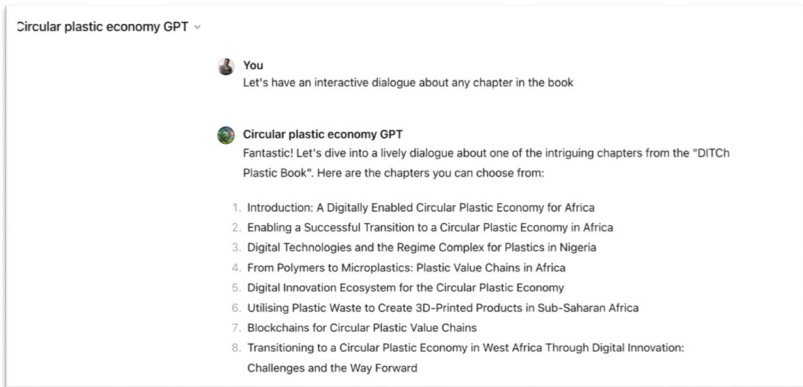 Circular plastic economy GPT
You
Let's have an interactive dialogue about any chapter in the book
Circular plastic economy GPT
Fantastic! Let's dive into a lively dialogue about one of the intriguing chapters from the "DITCh
Plastic Book". Here are the chapters you can choose from:
1. Introduction: A Digitally Enabled Circular Plastic Economy for Africa
2. Enabling a Successful Transition to a Circular Plastic Economy in Africa
3. Digital Technologies and the Regime Complex for Plastics in Nigeria
4. From Polymers to Microplastics: Plastic Value Chains in Africa
5. Digital Innovation Ecosystem for the Circular Plastic Economy
6. Utilising Plastic Waste to Create 3D-Printed Products in Sub-Saharan Africa
7. Blockchains for Circular Plastic Value Chains
8. Transitioning to a Circular Plastic Economy in West Africa Through Digital Innovation:
Challenges and the Way Forward